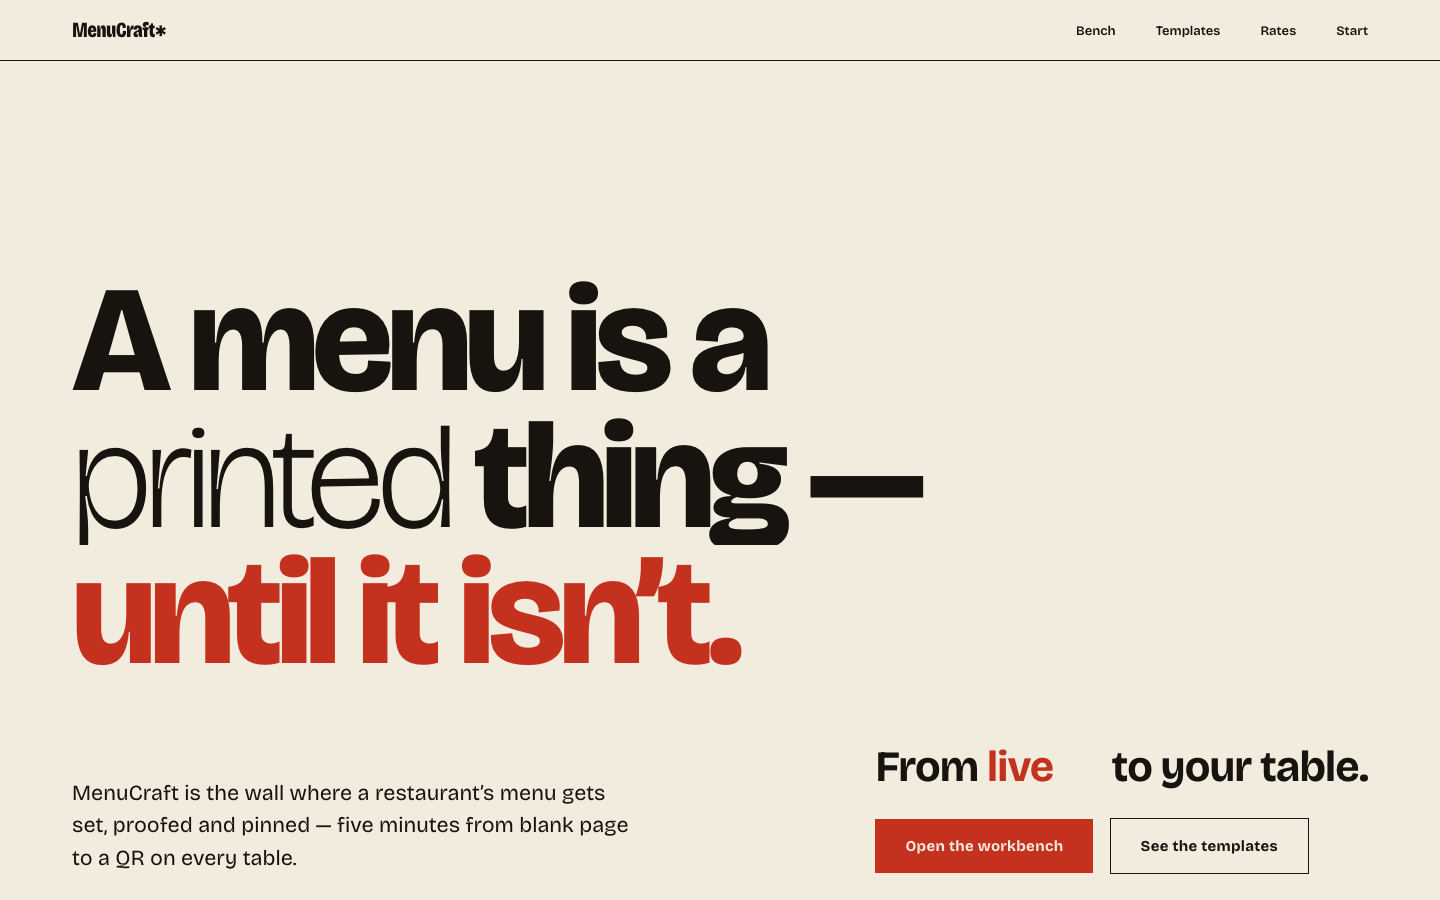 MenuCraft*
Bench
Templates
Rates
Start
A menu is a
printed thing —
until it isn’t.
MenuCraft is the wall where a restaurant’s menu gets
set, proofed and pinned — five minutes from blank page
to a QR on every table.
From live to your table.
Open the workbench
See the templates